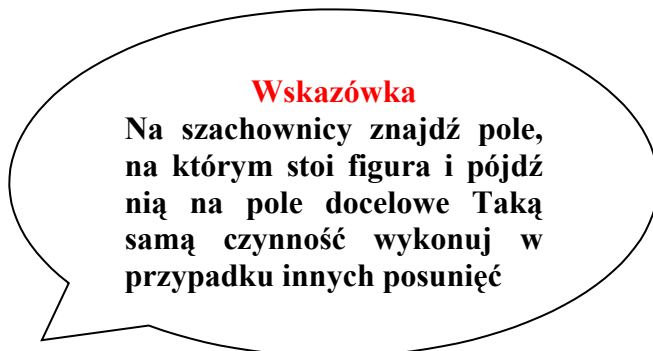 Wskazówka
Na szachownicy znajdź pole,
na którym stoi figura i pójdź
nią na pole docelowe Taką
samą czynność wykonuj w
przypadku innych posunięć